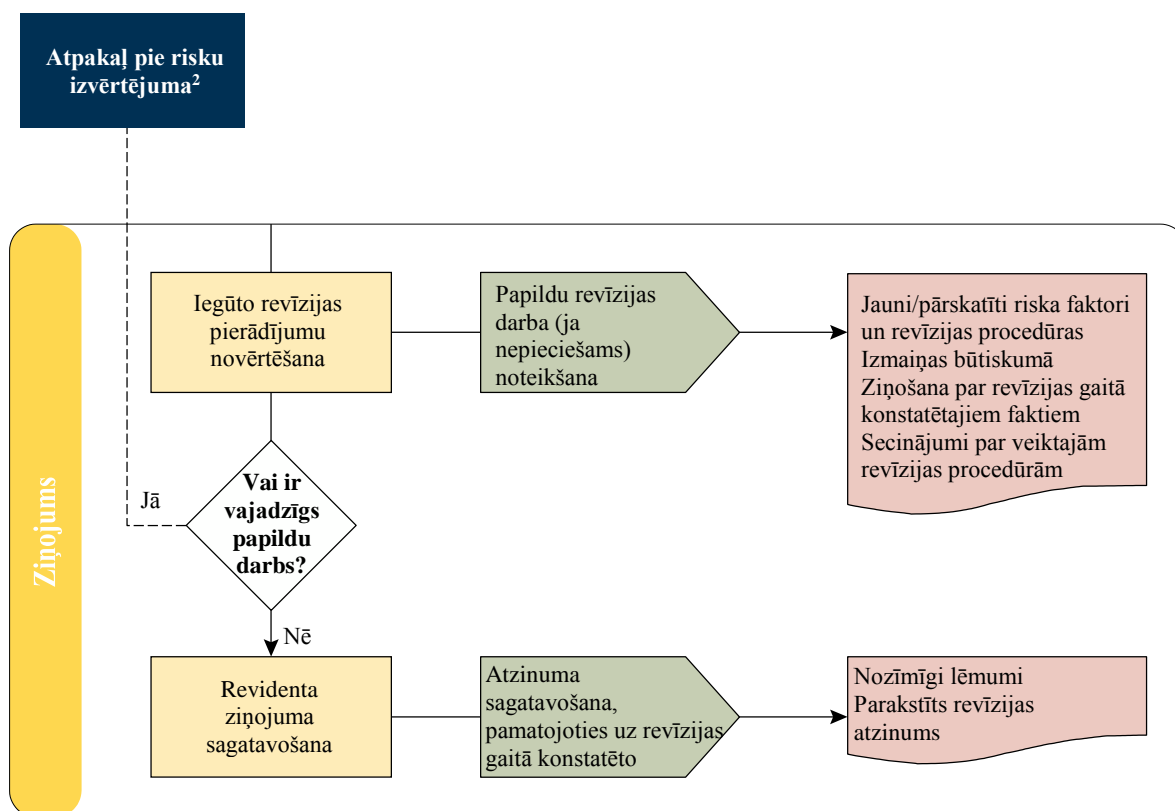 Atpakaļ pie risku
izvērtējuma²
Ziņojums
Iegūto revīzijas
pierādījumu
novērtēšana
Papildu revīzijas
darba (ja
nepieciešams)
noteikšana
Jauni/pārskatīti riska faktori
un revīzijas procedūras
Izmaiņas būtiskumā
Ziņošana par revīzijas gaitā
konstatētajiem faktiem
Secinājumi par veiktajām
revīzijas procedūrām
Vai ir
vajadzīgs
papildu
darbs?
Jā
Nē
Revidenta
ziņojuma
sagatavošana
Atzinuma
sagatavošana,
pamatojoties uz revīzijas
gaitā konstatēto
Nozīmīgi lēmumi
Parakstīts revīzijas
atzinums